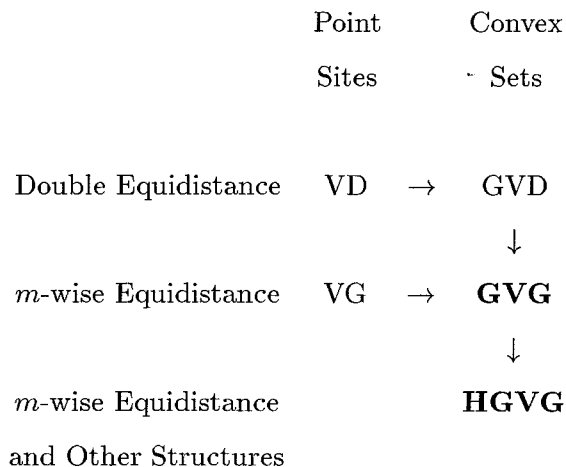 Point Convex
Sites Sets
Double Equidistance VD → GVD
↓
m-wise Equidistance VG → GVG
↓
m-wise Equidistance HGVG
and Other Structures